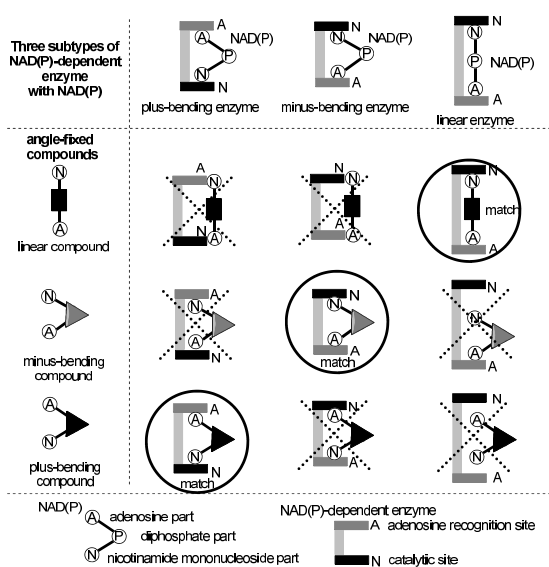 Three subtypes of
NAD(P)-dependent
enzyme
with NAD(P)
A
A
NAD(P)
P
N
N
plus-bending enzyme
N
N
NAD(P)
P
A
A
minus-bending enzyme
N
N
P
NAD(P)
A
A
linear enzyme
angle-fixed
compounds
N
A
linear compound
A
N
N
A
N
N
A
A
N
N
match
A
A
N
A
minus-bending
compound
A
N
A
N
N
N
A
A
match
N
N
A
A
A
N
plus-bending
compound
A
A
N
N
match
N
A
N
A
N
A
N
A
NAD(P)
A
adenosine part
P
diphosphate part
N
nicotinamide mononucleoside part
NAD(P)-dependent enzyme
A
adenosine recognition site
N
catalytic site